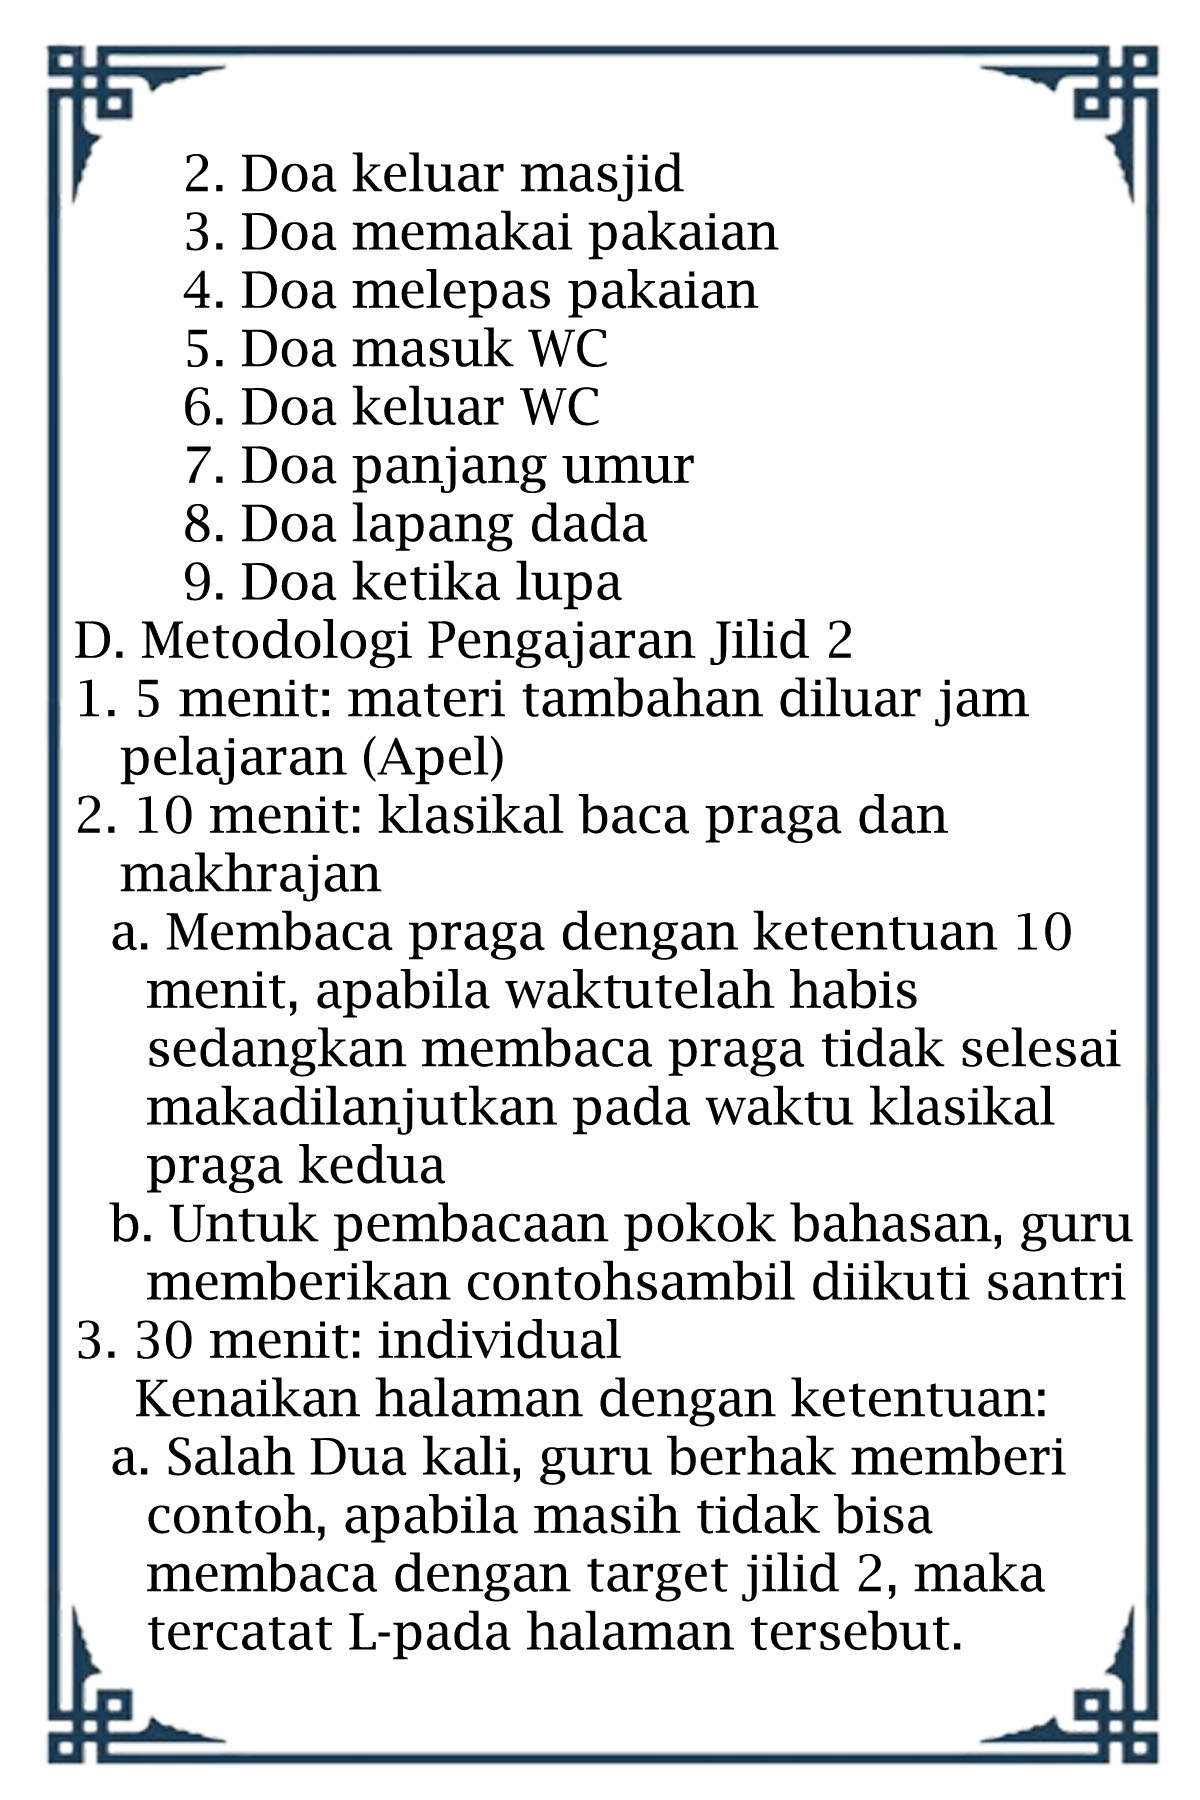 2. Doa keluar masjid
3. Doa memakai pakaian
4. Doa melepas pakaian
5. Doa masuk WC
6. Doa keluar WC
7. Doa panjang umur
8. Doa lapang dada
9. Doa ketika lupa
D. Metodologi Pengajaran Jilid 2
1. 5 menit: materi tambahan diluar jam
pelajaran (Apel)
2. 10 menit: klasikal baca praga dan
makhrajan
a. Membaca praga dengan ketentuan 10
menit, apabila waktutelah habis
sedangkan membaca praga tidak selesai
makadilanjutkan pada waktu klasikal
praga kedua
b. Untuk pembacaan pokok bahasan, guru
memberikan contohsambil diikuti santri
3. 30 menit: individual
Kenaikan halaman dengan ketentuan:
a. Salah Dua kali, guru berhak memberi
contoh, apabila masih tidak bisa
membaca dengan target jilid 2, maka
tercatat L-pada halaman tersebut.